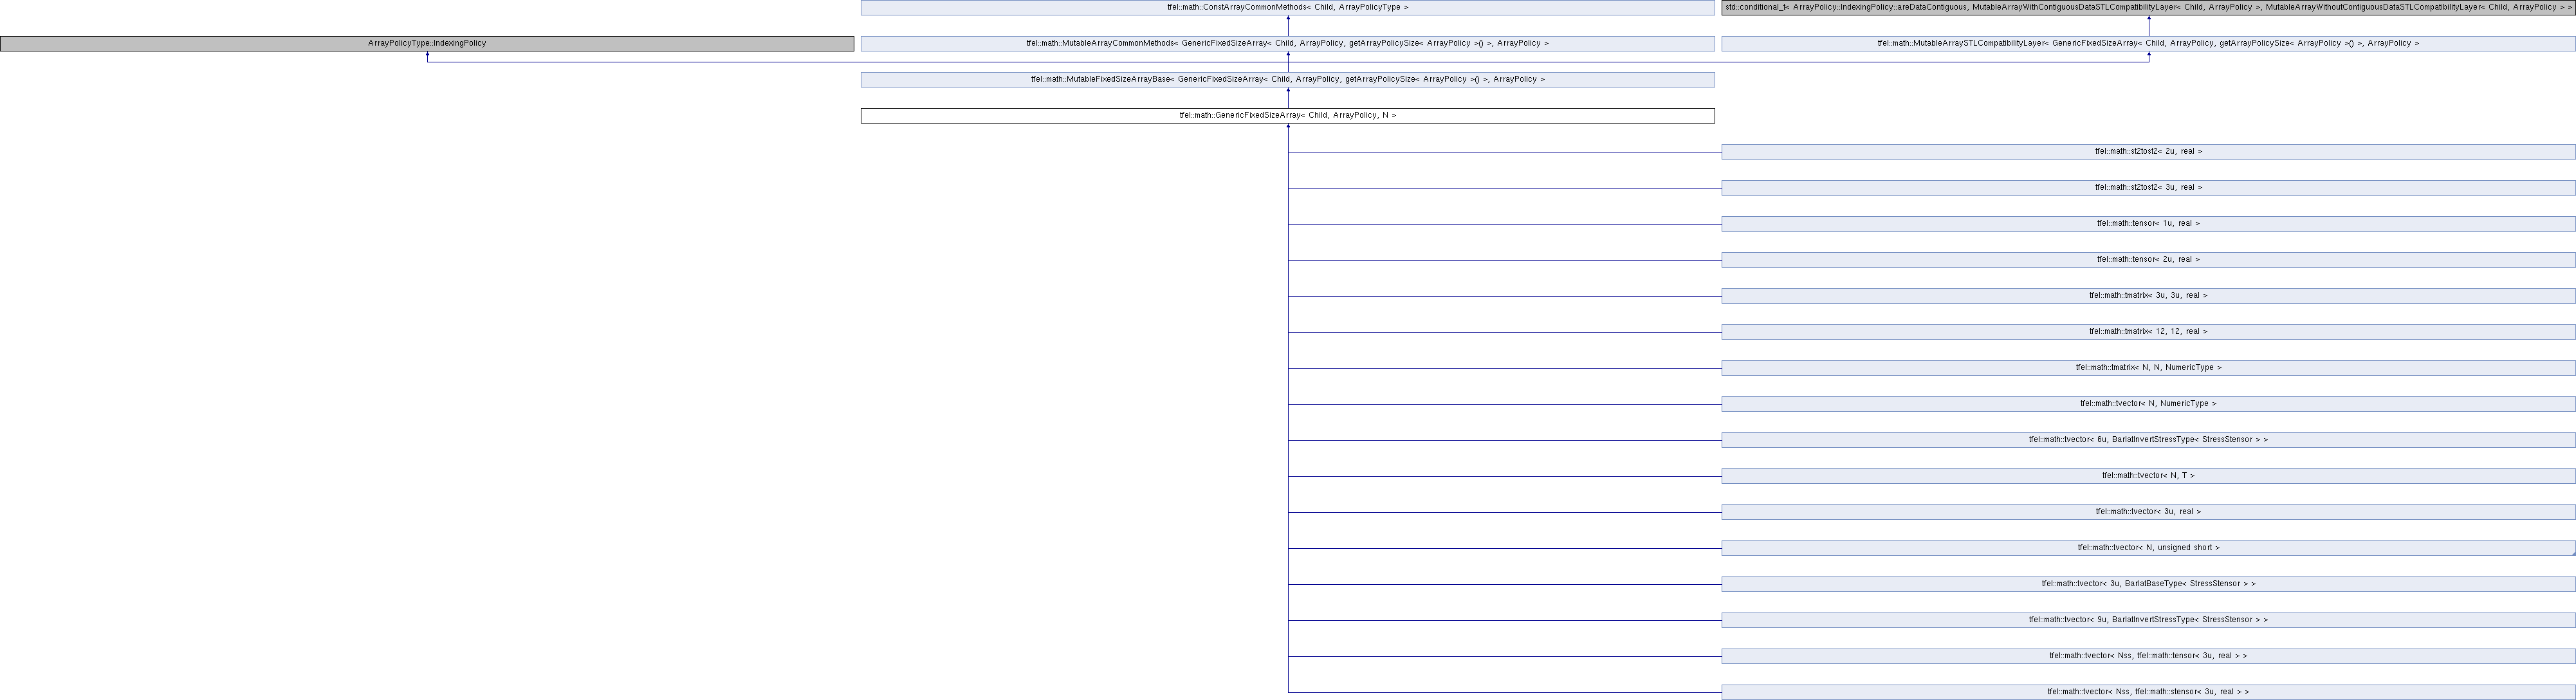 tfel::math::ConstArrayCommonMethods< Child, ArrayPolicyType >
std::conditional_t< ArrayPolicy::IndexingPolicy::areDataContiguous, MutableArrayWithContiguousDataSTLCompatibilityLayer< Child, ArrayPolicy >, MutableArrayWithoutContiguousDataSTLCompatibilityLayer< Child, ArrayPolicy > >
ArrayPolicyType::IndexingPolicy
tfel::math::MutableArrayCommonMethods< GenericFixedSizeArray< Child, ArrayPolicy, getArrayPolicySize< ArrayPolicy >() >, ArrayPolicy >
tfel::math::MutableArraySTLCompatibilityLayer< GenericFixedSizeArray< Child, ArrayPolicy, getArrayPolicySize< ArrayPolicy >() >, ArrayPolicy >
tfel::math::MutableFixedSizeArrayBase< GenericFixedSizeArray< Child, ArrayPolicy, getArrayPolicySize< ArrayPolicy >() >, ArrayPolicy >
tfel::math::GenericFixedSizeArray< Child, ArrayPolicy, N >
tfel::math::st2tost2< 2u, real >
tfel::math::st2tost2< 3u, real >
tfel::math::tensor< 1u, real >
tfel::math::tensor< 2u, real >
tfel::math::tmatrix< 3u, 3u, real >
tfel::math::tmatrix< 12, 12, real >
tfel::math::tmatrix< N, N, NumericType >
tfel::math::tvector< N, NumericType >
tfel::math::tvector< 6u, BarlatInvertStressType< StressStensor > >
tfel::math::tvector< N, T >
tfel::math::tvector< 3u, real >
tfel::math::tvector< N, unsigned short >
tfel::math::tvector< 3u, BarlatBaseType< StressStensor > >
tfel::math::tvector< 9u, BarlatInvertStressType< StressStensor > >
tfel::math::tvector< Nss, tfel::math::tensor< 3u, real > >
tfel::math::tvector< Nss, tfel::math::stensor< 3u, real > >